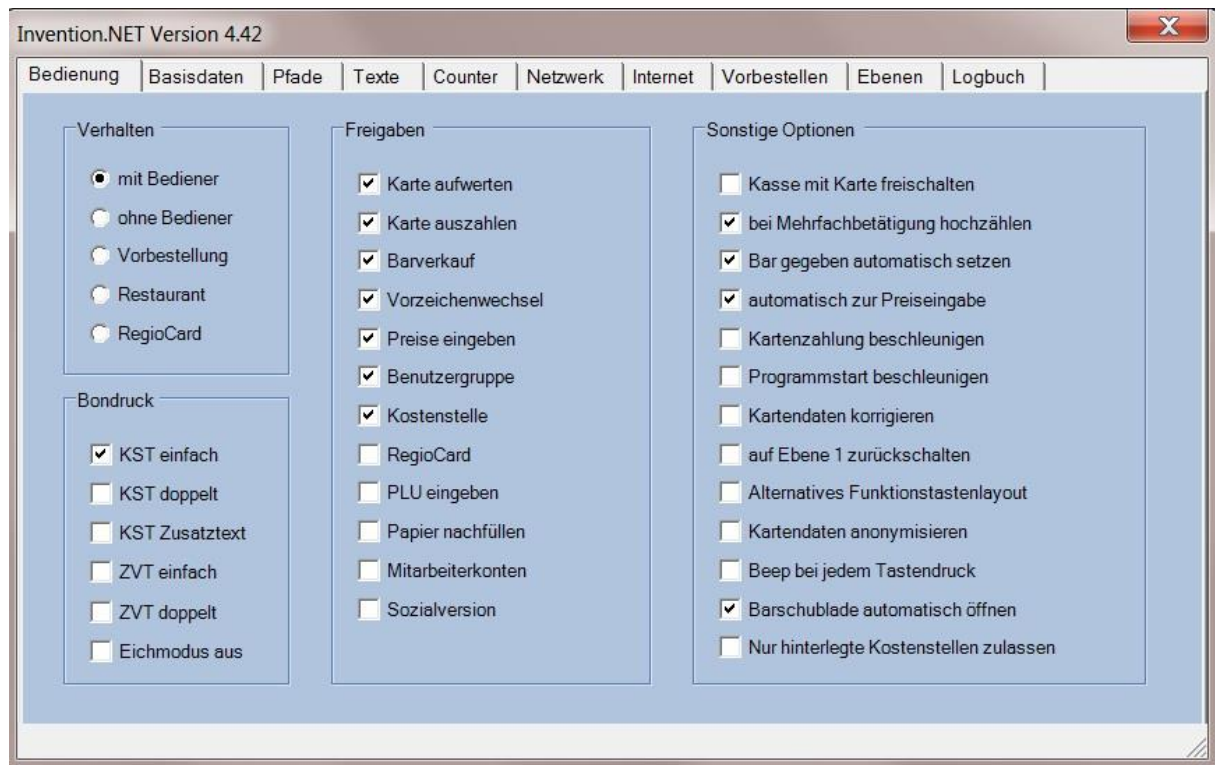 Invention.NET Version 4.42
Bedienung Basisdaten Pfade Texte Counter Netzwerk Internet Vorbestellen Ebenen Logbuch
Verhalten
mit Bediener
ohne Bediener
Vorbestellung
Restaurant
RegioCard
Bondruck
KST einfach
KST doppelt
KST Zusatztext
ZVT einfach
ZVT doppelt
Eichmodus aus
Freigaben
Karte aufwerten
Karte auszahlen
Barverkauf
Vorzeichenwechsel
Preise eingeben
Benutzergruppe
Kostenstelle
RegioCard
PLU eingeben
Papier nachfüllen
Mitarbeiterkonten
Sozialversion
Sonstige Optionen
Kasse mit Karte freischalten
bei Mehrfachbetätigung hochzählen
Bar gegeben automatisch setzen
automatisch zur Preiseingabe
Kartenzahlung beschleunigen
Programmstart beschleunigen
Kartendaten korrigieren
auf Ebene 1 zurückschalten
Alternatives Funktionstastenlayout
Kartendaten anonymisieren
Beep bei jedem Tastendruck
Barschublade automatisch öffnen
Nur hinterlegte Kostenstellen zulassen